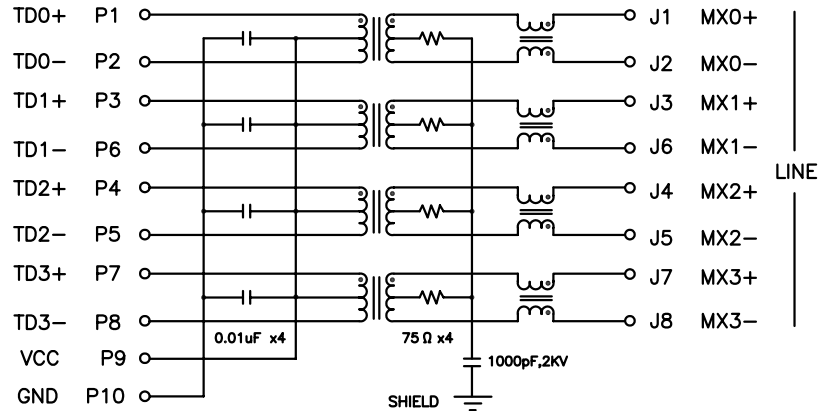 TD0+ P1 J1 MX0+
TD0- P2 J2 MX0-
TD1+ P3 J3 MX1+
TD1- P6 J6 MX1-
LINE
TD2+ P4 J4 MX2+
TD2- P5 J5 MX2-
TD3+ P7 J7 MX3+
TD3- P8 J8 MX3-
0.01uF x4 75Ω x4
VCC P9 1000pF,2KV
GND P10 SHIELD